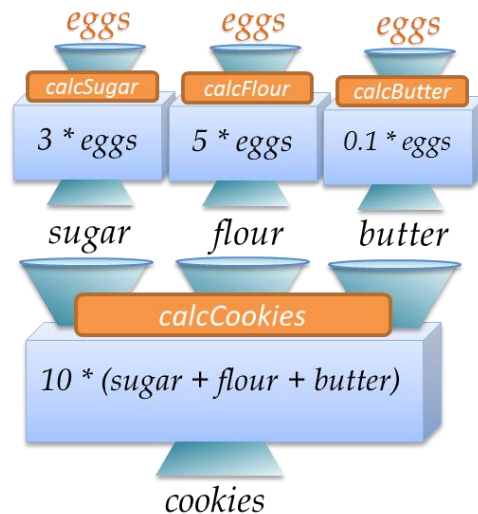 eggs eggs eggs
calcSugar calcFlour calcButter
3 * eggs 5 * eggs 0.1 * eggs
sugar flour butter
calcCookies
10 * (sugar + flour + butter)
cookies